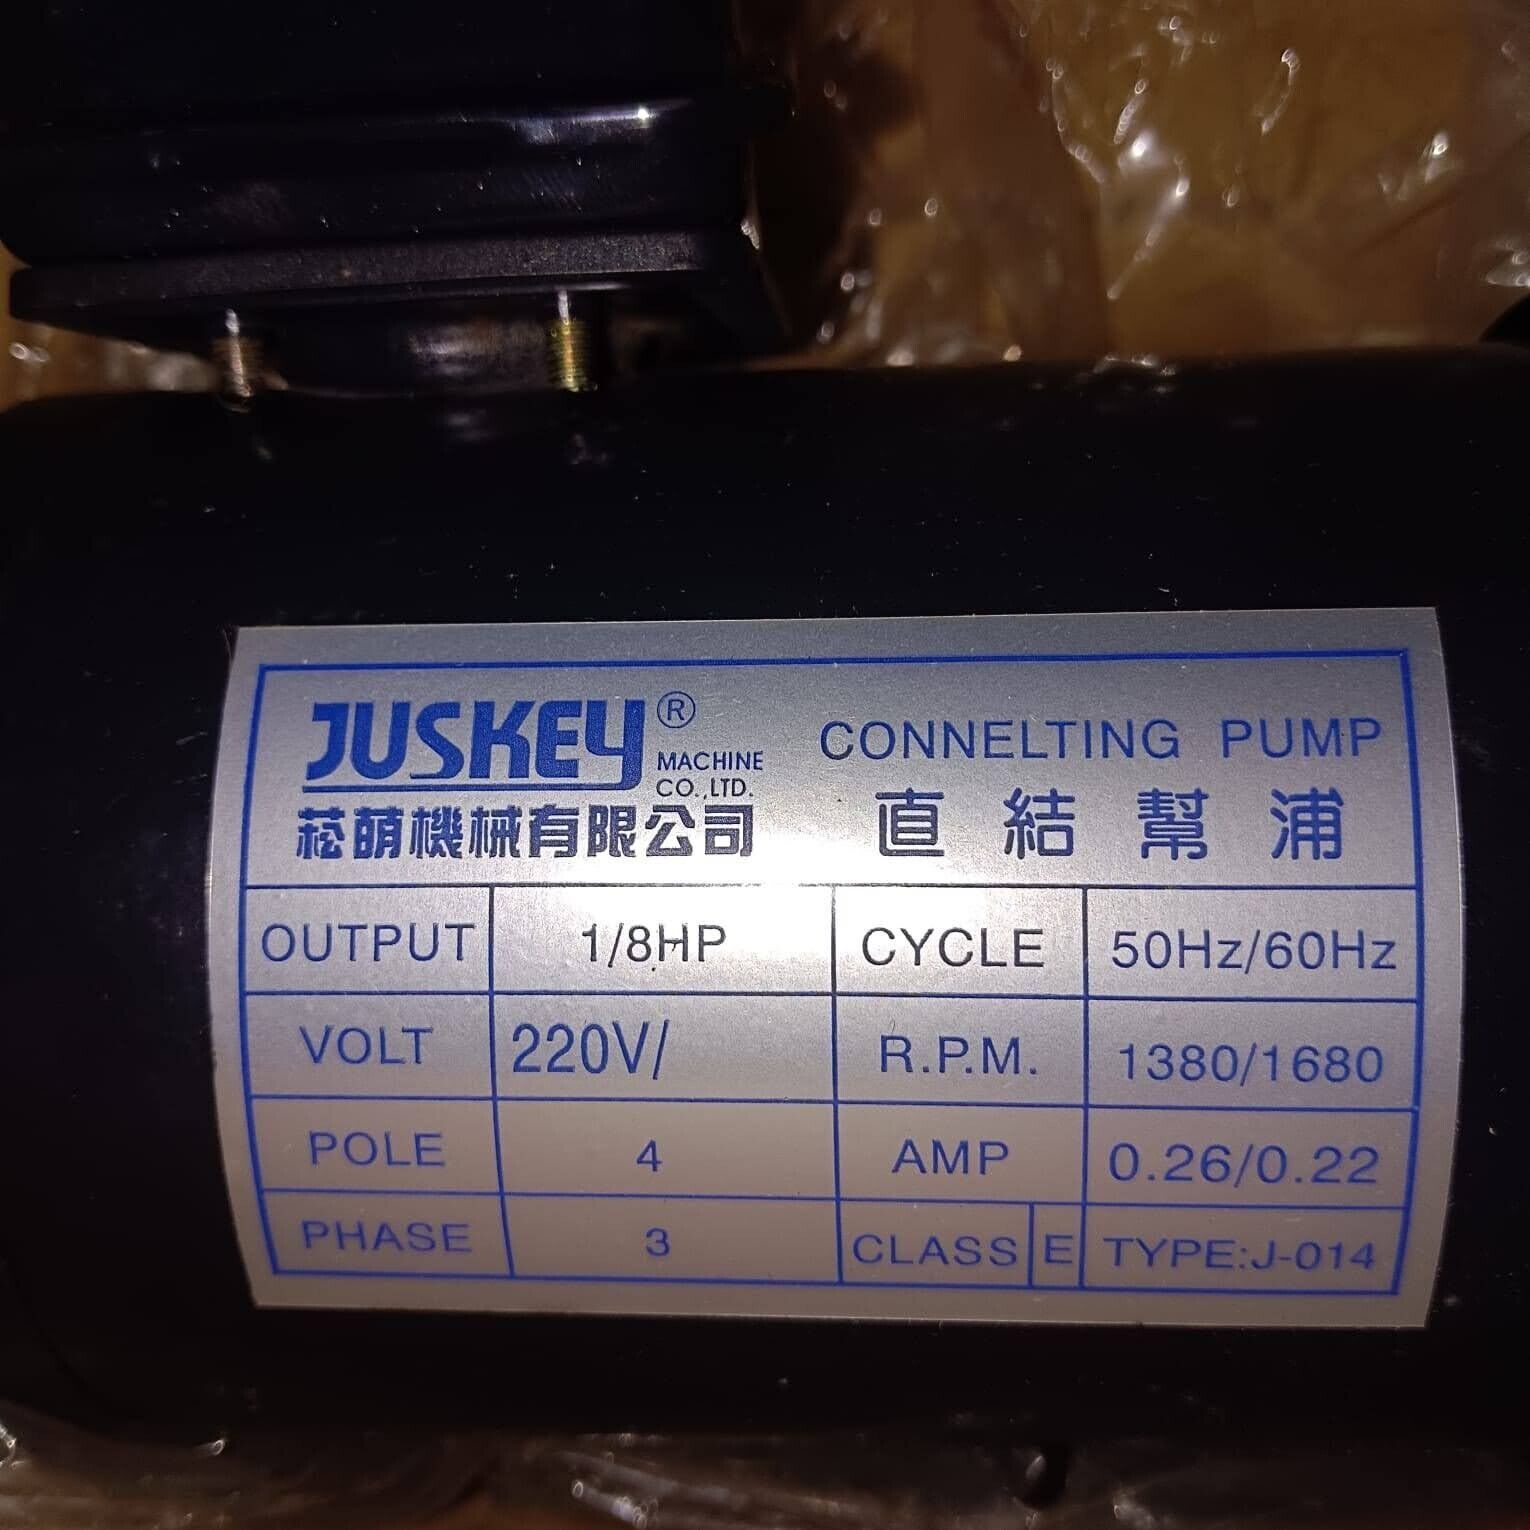 JUSKEY® MACHINE CO.,LTD.
菘萌機械有限公司
CONNELTING PUMP
直結幫浦
OUTPUT 1/8HP CYCLE 50Hz/60Hz
VOLT 220V/ R.P.M. 1380/1680
POLE 4 AMP 0.26/0.22
PHASE 3 CLASS E TYPE:J-014